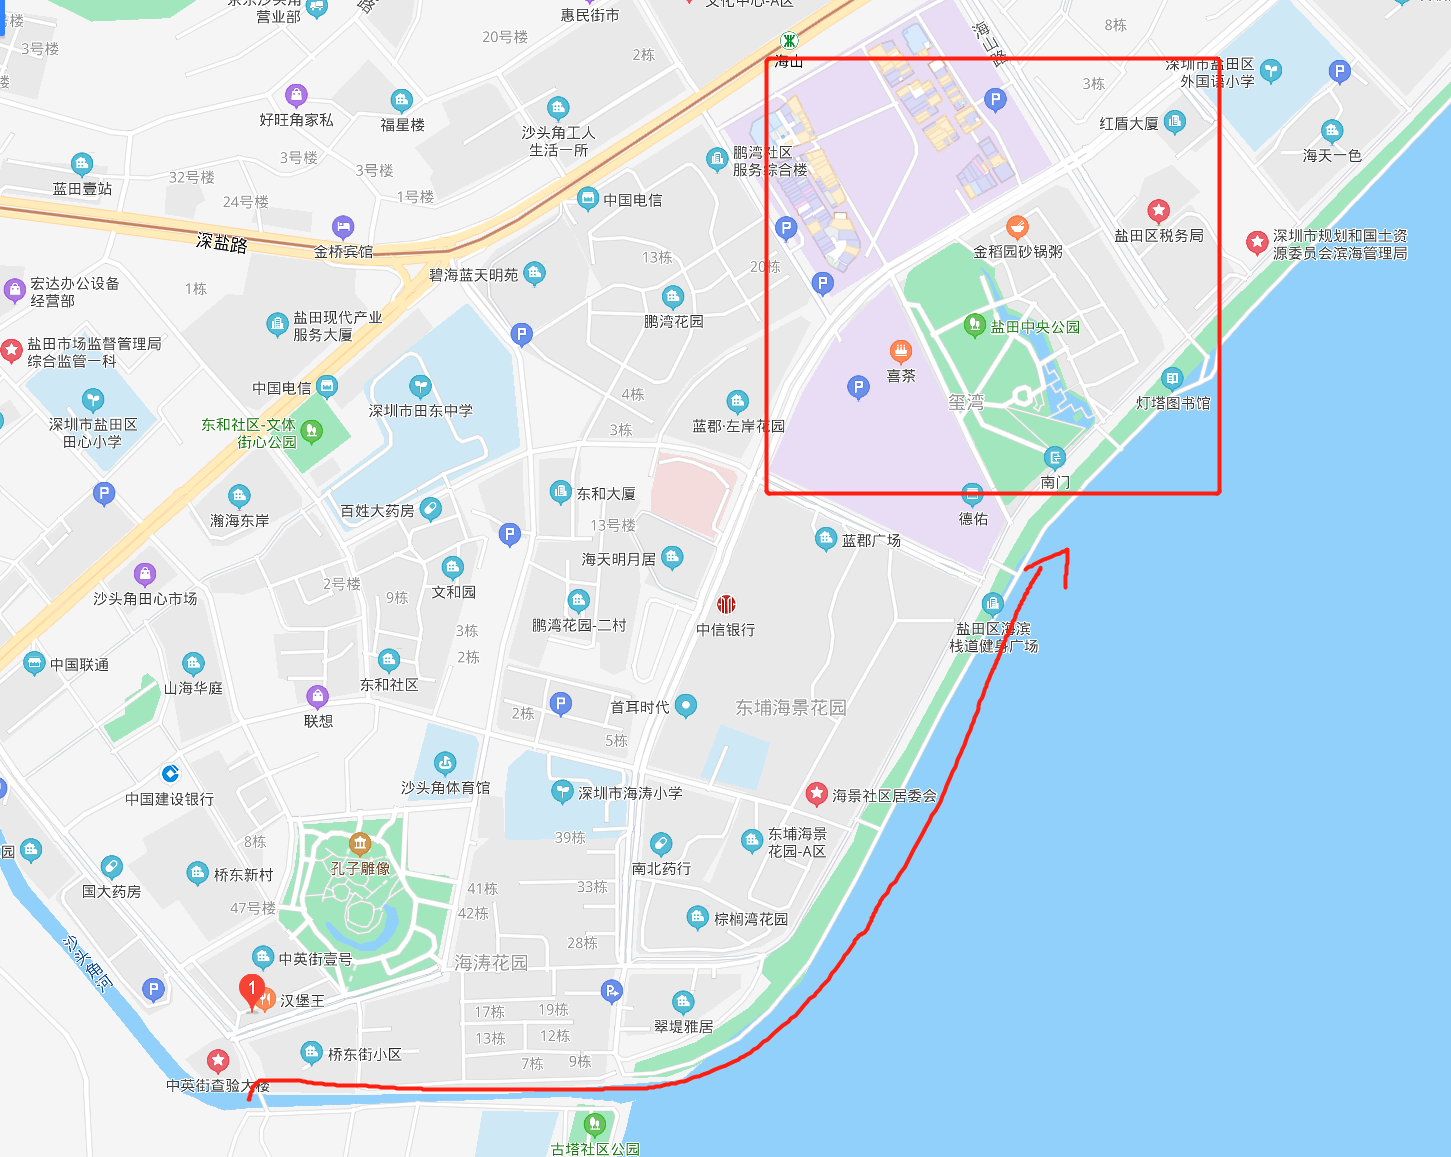 营业部
惠民街市
文化中心-A区
3号楼
20号楼
2栋
海山
海山路
8栋
深圳市盐田区
外国语小学
3栋
好旺角家私
福星楼
沙头角工人
生活一所
红盾大厦
海天一色
鹏湾社区
服务综合楼
3号楼
3号楼
蓝田壹站
32号楼
1号楼
24号楼
中国电信
深盐路
金桥宾馆
盐田区税务局
深圳市规划和国土资
源委员会滨海管理局
金稻园砂锅粥
13栋
20栋
碧海蓝天明苑
宏达办公设备
经营部
1栋
盐田现代产业
服务大厦
鹏湾花园
盐田中央公园
盐田市场监督管理局
综合监管一科
喜茶
中国电信
4栋
玺湾
灯塔图书馆
深圳市田东中学
深圳市盐田区
田心小学
东和社区-文体
街心公园
3栋
蓝郡·左岸花园
南门
东和大厦
百姓大药房
瀚海东岸
13号楼
德佑
蓝郡广场
海天明月居
2号楼
9栋
文和园
沙头角田心市场
鹏湾花园-二村
中信银行
3栋
2栋
盐田区海滨
栈道健身广场
中国联通
山海华庭
东和社区
联想
2栋
首耳时代
东埔海景花园
5栋
中国建设银行
沙头角体育馆
深圳市海涛小学
海景社区居委会
8栋
39栋
东埔海景
花园-A区
园
孔子雕像
南北药行
国大药房
桥东新村
41栋
33栋
47号楼
42栋
棕榈湾花园
28栋
沙头角河
中英街壹号
海涛花园
1
汉堡王
17栋
19栋
翠堤雅居
13栋
12栋
桥东街小区
7栋
9栋
中英街查验大楼
古塔社区公园